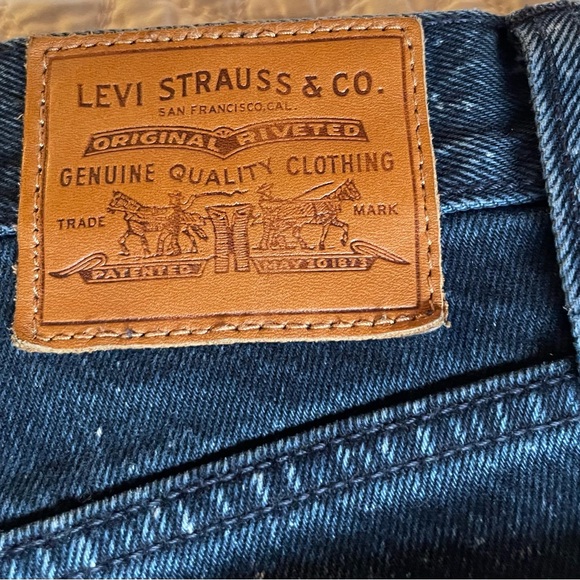 LEVI STRAUSS & CO.
SAN FRANCISCO, CAL.
ORIGINAL RIVETED
GENUINE QUALITY CLOTHING
TRADE MARK
PATENTED MAY 20 1873